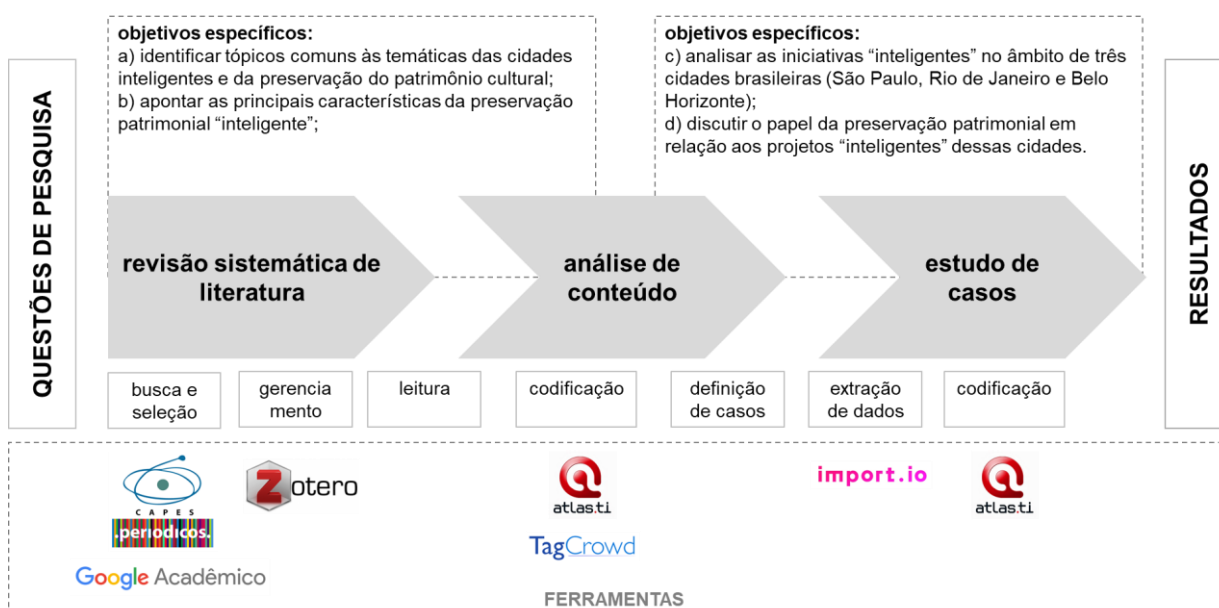 QUESTÕES DE PESQUISA
objetivos específicos:
a) identificar tópicos comuns às temáticas das cidades
inteligentes e da preservação do patrimônio cultural;
b) apontar as principais características da preservação
patrimonial “inteligente”;
objetivos específicos:
c) analisar as iniciativas “inteligentes” no âmbito de três
cidades brasileiras (São Paulo, Rio de Janeiro e Belo
Horizonte);
d) discutir o papel da preservação patrimonial em
relação aos projetos “inteligentes” dessas cidades.
revisão sistemática de
literatura
análise de
conteúdo
estudo de
casos
RESULTADOS
busca e
seleção
gerencia
mento
leitura
codificação
definição
de casos
extração
de dados
codificação
CAPES
.periodicos.
Google Acadêmico
Zotero
atlas.ti
TagCrowd
import.io
atlas.ti
FERRAMENTAS